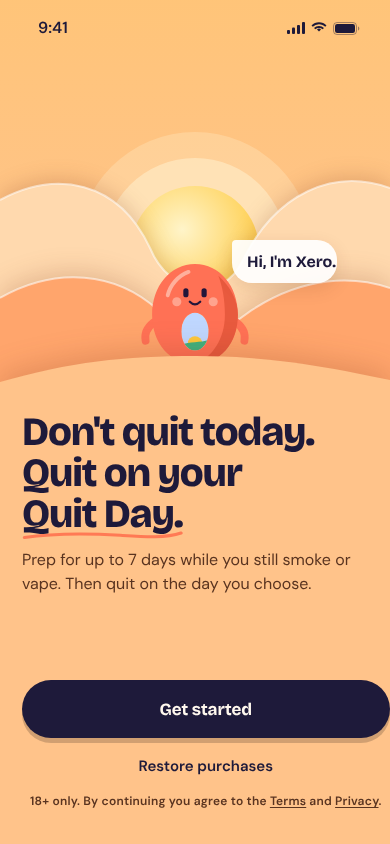 9:41
Hi, I'm Xero.
Don't quit today.
Quit on your
Quit Day.
Prep for up to 7 days while you still smoke or
vape. Then quit on the day you choose.
Get started
Restore purchases
18+ only. By continuing you agree to the Terms and Privacy.